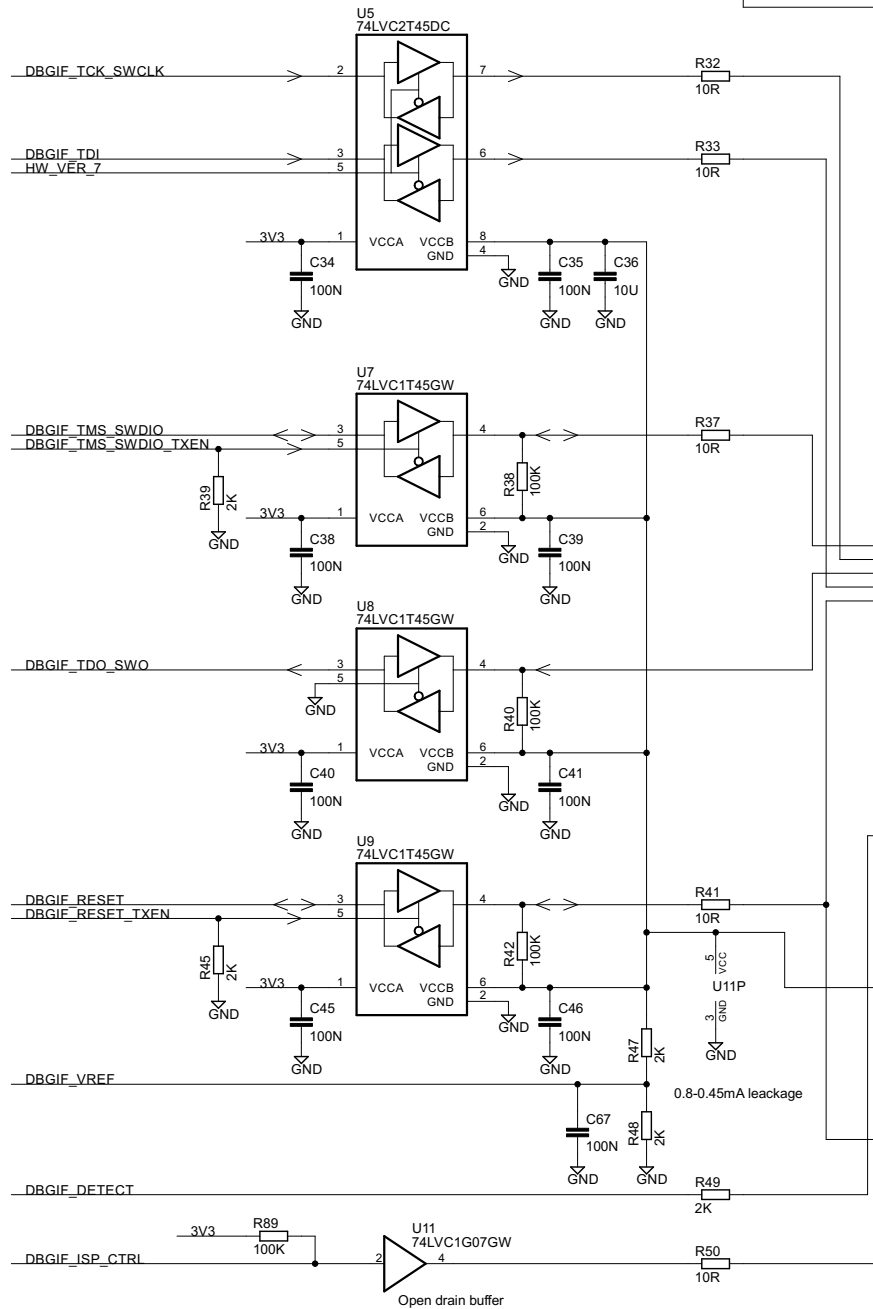 U5
74LVC2T45DC
DBGIF_TCK_SWCLK
2
7
R32
10R
DBGIF_TDI
3
6
R33
10R
HW_VER_7
5
3V3
1
VCCA
VCCB
8
GND
4
C34
100N
GND
GND
C35
100N
GND
C36
10U
GND
U7
74LVC1T45GW
DBGIF_TMS_SWDIO
3
4
R37
10R
DBGIF_TMS_SWDIO_TXEN
5
R39
2K
GND
R38
100K
3V3
1
VCCA
VCCB
6
GND
2
C38
100N
GND
GND
C39
100N
GND
U8
74LVC1T45GW
DBGIF_TDO_SWO
3
4
5
GND
R40
100K
3V3
1
VCCA
VCCB
6
GND
2
C40
100N
GND
GND
C41
100N
GND
U9
74LVC1T45GW
DBGIF_RESET
3
4
R41
10R
DBGIF_RESET_TXEN
5
R45
2K
GND
R42
100K
3V3
1
VCCA
VCCB
6
GND
2
C45
100N
GND
GND
C46
100N
GND
5
VCC
U11P
3
GND
GND
R47
2K
DBGIF_VREF
0.8-0.45mA leackage
C67
100N
GND
R48
2K
GND
DBGIF_DETECT
R49
2K
3V3
R89
100K
U11
74LVC1G07GW
DBGIF_ISP_CTRL
2
4
R50
10R
Open drain buffer